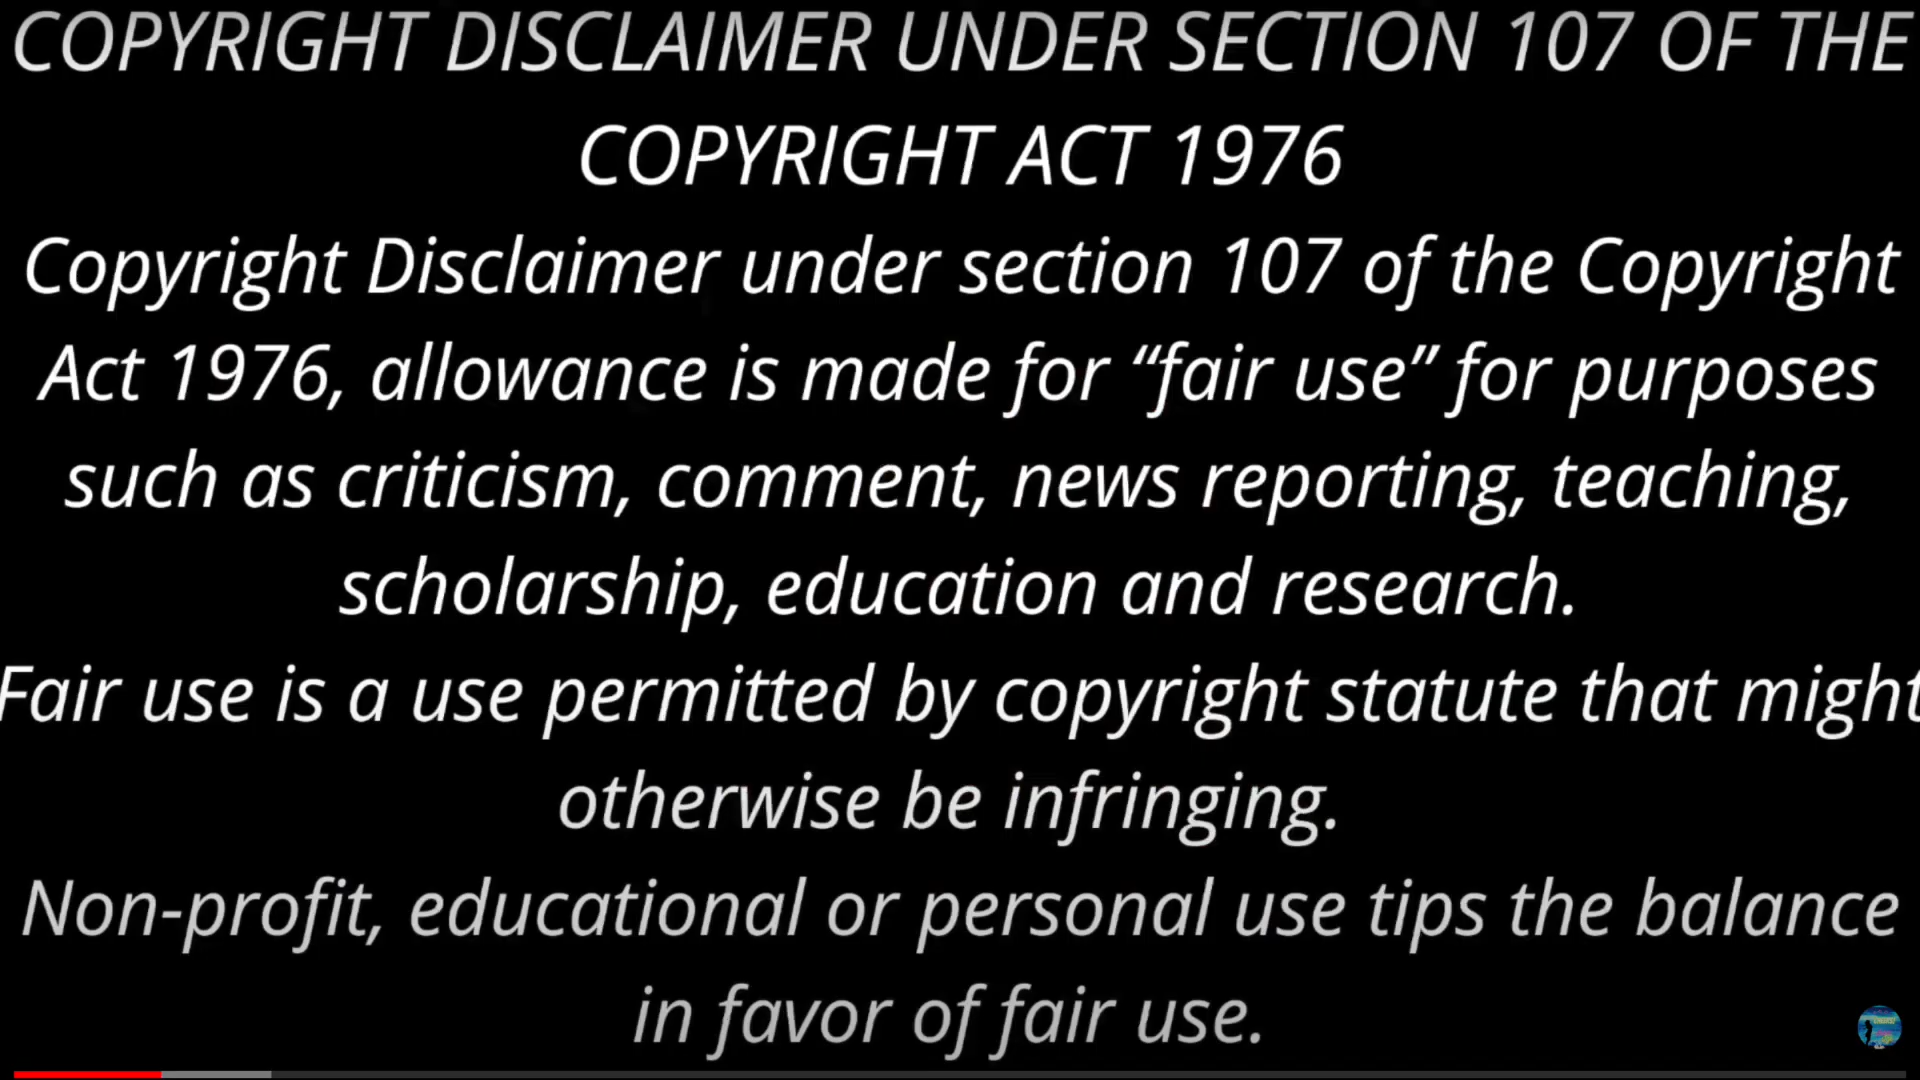 COPYRIGHT DISCLAIMER UNDER SECTION 107 OF THE
COPYRIGHT ACT 1976
Copyright Disclaimer under section 107 of the Copyright
Act 1976, allowance is made for “fair use” for purposes
such as criticism, comment, news reporting, teaching,
scholarship, education and research.
Fair use is a use permitted by copyright statute that might
otherwise be infringing.
Non-profit, educational or personal use tips the balance
in favor of fair use.